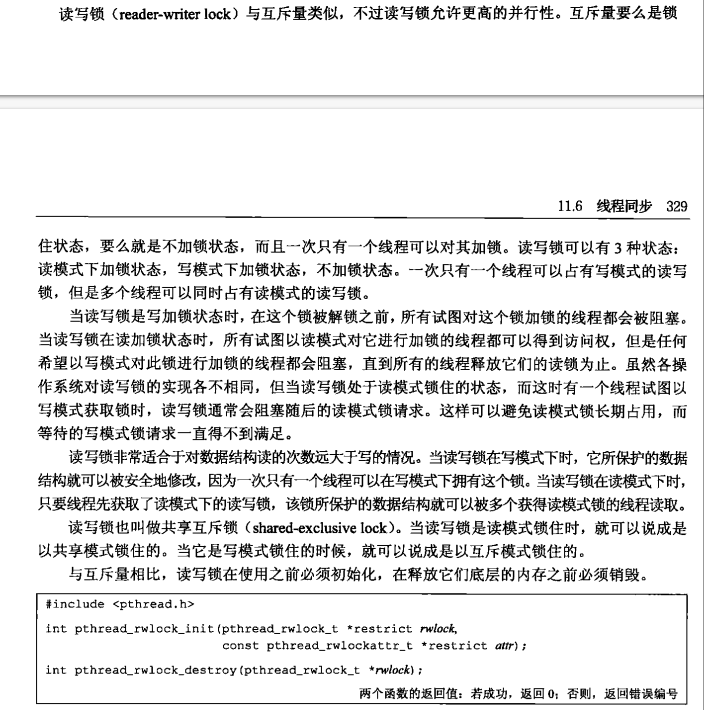 读写锁（reader-writer lock）与互斥量类似，不过读写锁允许更高的并行性。互斥量要么是锁
11.6 线程同步 329
住状态，要么就是不加锁状态，而且一次只有一个线程可以对其加锁。读写锁可以有 3 种状态：
读模式下加锁状态，写模式下加锁状态，不加锁状态。一次只有一个线程可以占有写模式的读写
锁，但是多个线程可以同时占有读模式的读写锁。
当读写锁是写加锁状态时，在这个锁被解锁之前，所有试图对这个锁加锁的线程都会被阻塞。
当读写锁在读加锁状态时，所有试图以读模式对它进行加锁的线程都可以得到访问权，但是任何
希望以写模式对此锁进行加锁的线程都会阻塞，直到所有的线程释放它们的读锁为止。虽然各操
作系统对读写锁的实现各不相同，但当读写锁处于读模式锁住的状态，而这时有一个线程试图以
写模式获取锁时，读写锁通常会阻塞随后的读模式锁请求。这样可以避免读模式锁长期占用，而
等待的写模式锁请求一直得不到满足。
读写锁非常适合于对数据结构读的次数远大于写的情况。当读写锁在写模式下时，它所保护的数据
结构就可以被安全地修改，因为一次只有一个线程可以在写模式下拥有这个锁。当读写锁在读模式下时，
只要线程先获取了读模式下的读写锁，该锁所保护的数据结构就可以被多个获得读模式锁的线程读取。
读写锁也叫做共享互斥锁（shared-exclusive lock）。当读写锁是读模式锁住时，就可以说成是
以共享模式锁住的。当它是写模式锁住的时候，就可以说成是以互斥模式锁住的。
与互斥量相比，读写锁在使用之前必须初始化，在释放它们底层的内存之前必须销毁。
#include <pthread.h>
int pthread_rwlock_init(pthread_rwlock_t *restrict rwlock,
const pthread_rwlockattr_t *restrict attr);
int pthread_rwlock_destroy(pthread_rwlock_t *rwlock);
两个函数的返回值：若成功，返回 0；否则，返回错误编号